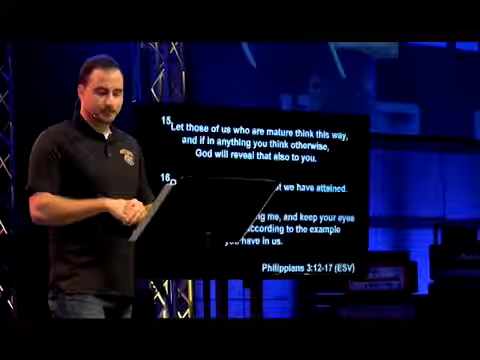 15
Let those of us who are mature think this way,
and if in anything you think otherwise,
God will reveal that also to you.
16
we have attained.
me, and keep your eyes
according to the example
you have in us.
Philippians 3:12-17 (ESV)